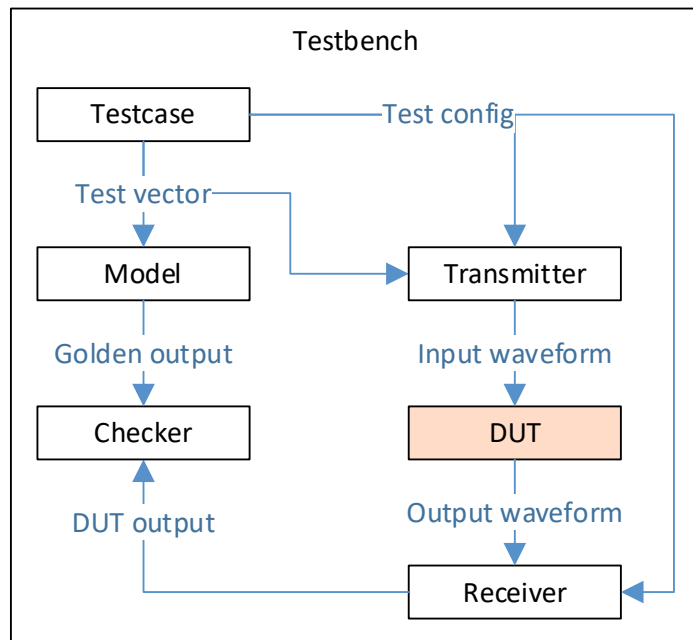 Testbench
Testcase
Test config
Test vector
Model
Transmitter
Golden output
Input waveform
Checker
DUT
DUT output
Output waveform
Receiver